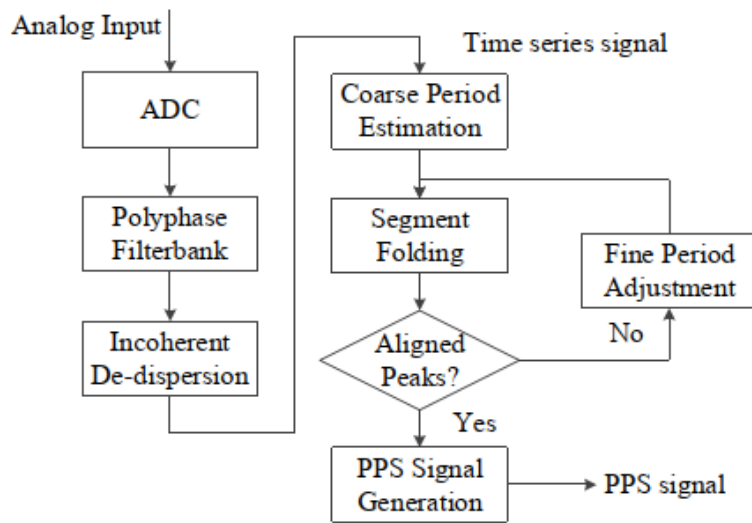 Analog Input
ADC
Polyphase
Filterbank
Incoherent
De-dispersion
Time series signal
Coarse Period
Estimation
Segment
Folding
Fine Period
Adjustment
Aligned
Peaks?
No
Yes
PPS Signal
Generation
PPS signal